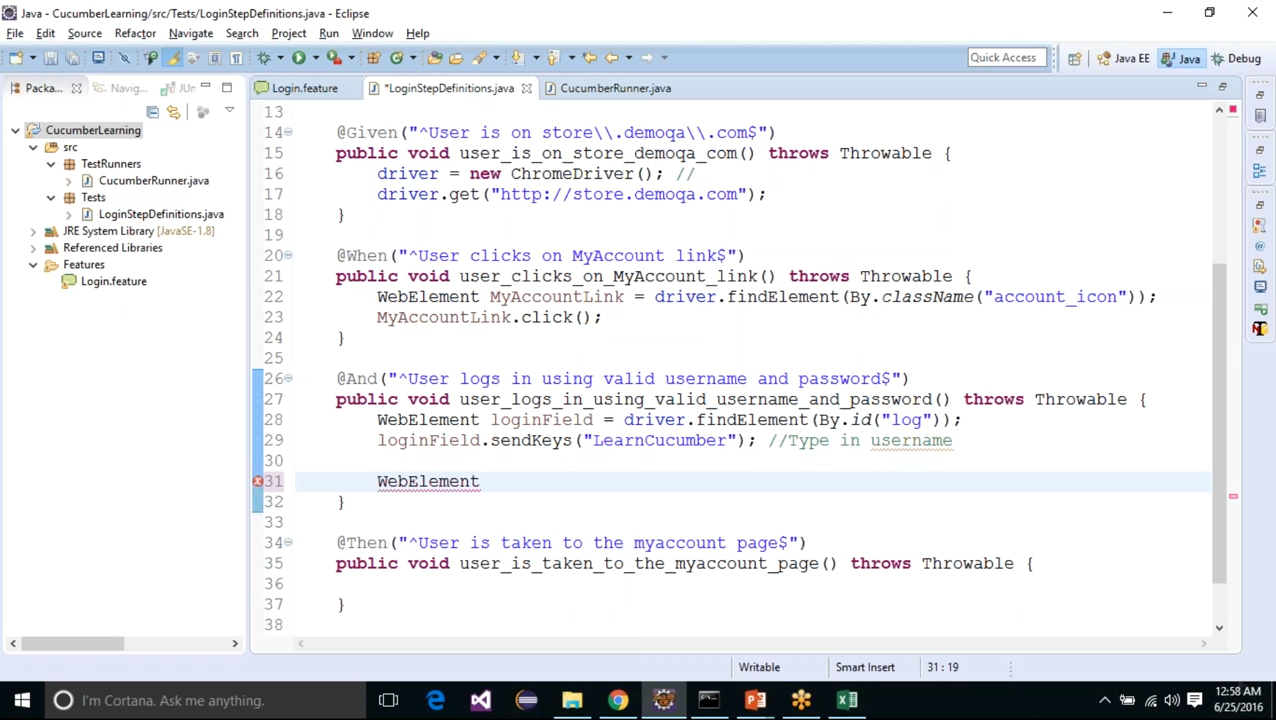 Java - CucumberLearning/src/Tests/LoginStepDefinitions.java - Eclipse
File Edit Source Refactor Navigate Search Project Run Window Help
Quick Access
Java EE
Java
Debug
Packa...
Navig...
JUn
Login.feature
*LoginStepDefinitions.java
CucumberRunner.java
CucumberLearning
src
TestRunners
CucumberRunner.java
Tests
LoginStepDefinitions.java
JRE System Library [JavaSE-1.8]
Referenced Libraries
Features
Login.feature
13
14 @Given("^User is on store\\.demoqa\\.com$")
15 public void user_is_on_store_demoqa_com() throws Throwable {
16 driver = new ChromeDriver(); //
17 driver.get("http://store.demoqa.com");
18 }
19
20 @When("^User clicks on MyAccount link$")
21 public void user_clicks_on_MyAccount_link() throws Throwable {
22 WebElement MyAccountLink = driver.findElement(By.className("account_icon"));
23 MyAccountLink.click();
24 }
25
26 @And("^User logs in using valid username and password$")
27 public void user_logs_in_using_valid_username_and_password() throws Throwable {
28 WebElement loginField = driver.findElement(By.id("log"));
29 loginField.sendKeys("LearnCucumber"); //Type in username
30
31 WebElement
32 }
33
34 @Then("^User is taken to the myaccount page$")
35 public void user_is_taken_to_the_myaccount_page() throws Throwable {
36
37 }
38
Writable
Smart Insert
31 : 19
I'm Cortana. Ask me anything.
12:58 AM
6/25/2016